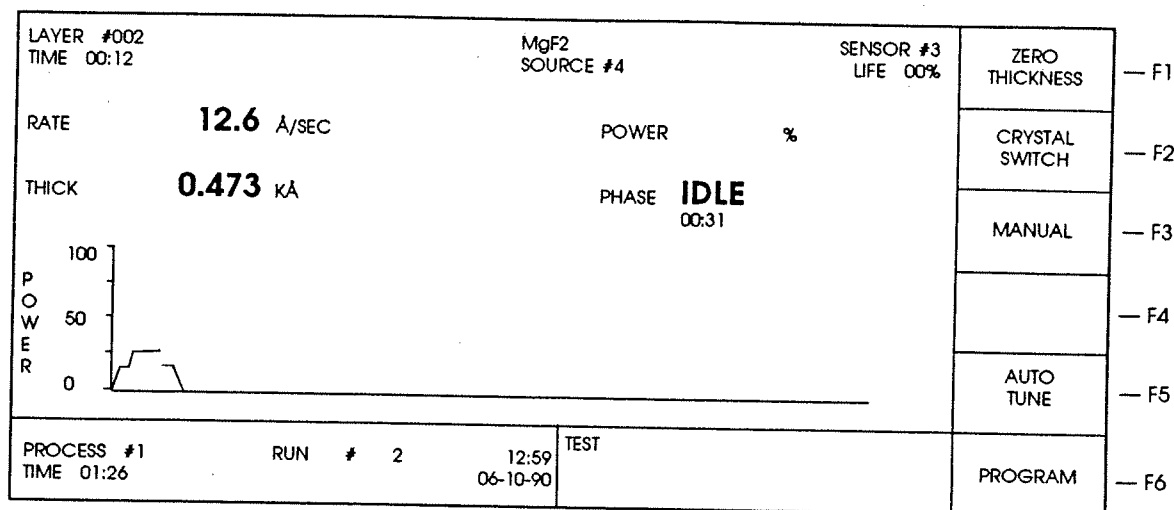 LAYER #002
TIME 00:12
MgF2
SOURCE #4
SENSOR #3
LIFE 00%
RATE 12.6 Å/SEC
POWER %
THICK 0.473 KÅ
PHASE IDLE
00:31
POWER
100
50
0
PROCESS #1
TIME 01:26
RUN # 2
12:59
06-10-90
TEST
ZERO
THICKNESS
— F1
CRYSTAL
SWITCH
— F2
MANUAL
— F3
— F4
AUTO
TUNE
— F5
PROGRAM
— F6